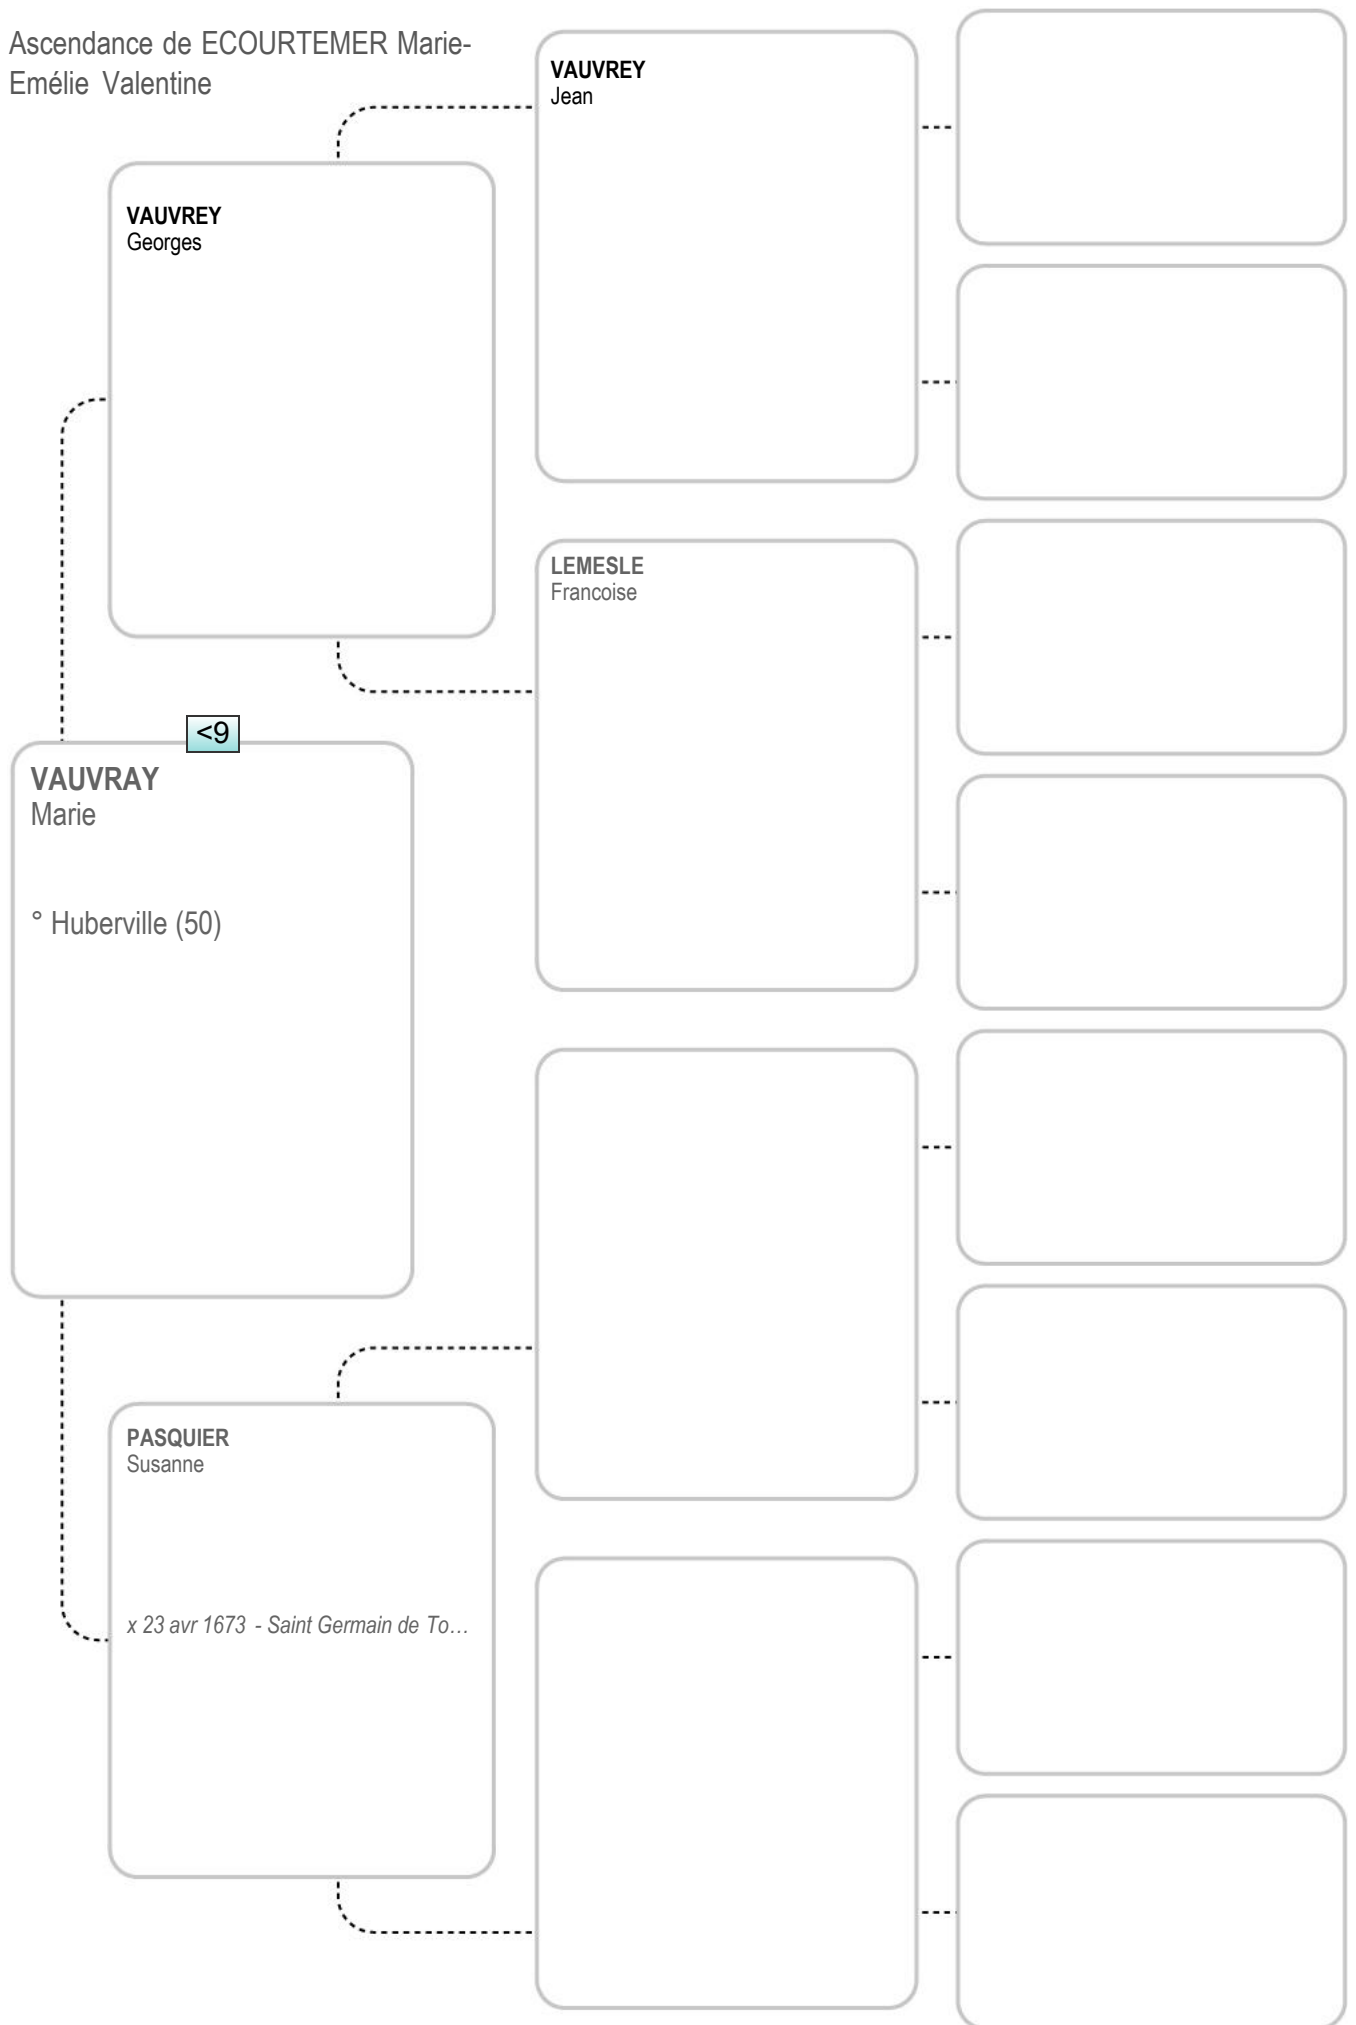 Ascendance de ECOURTEMER Marie-
Emélie Valentine
VAUVREY
Jean
VAUVREY
Georges
LEMESLE
Francoise
<9
VAUVRAY
Marie
° Huberville (50)
PASQUIER
Susanne
x 23 avr 1673 - Saint Germain de To…